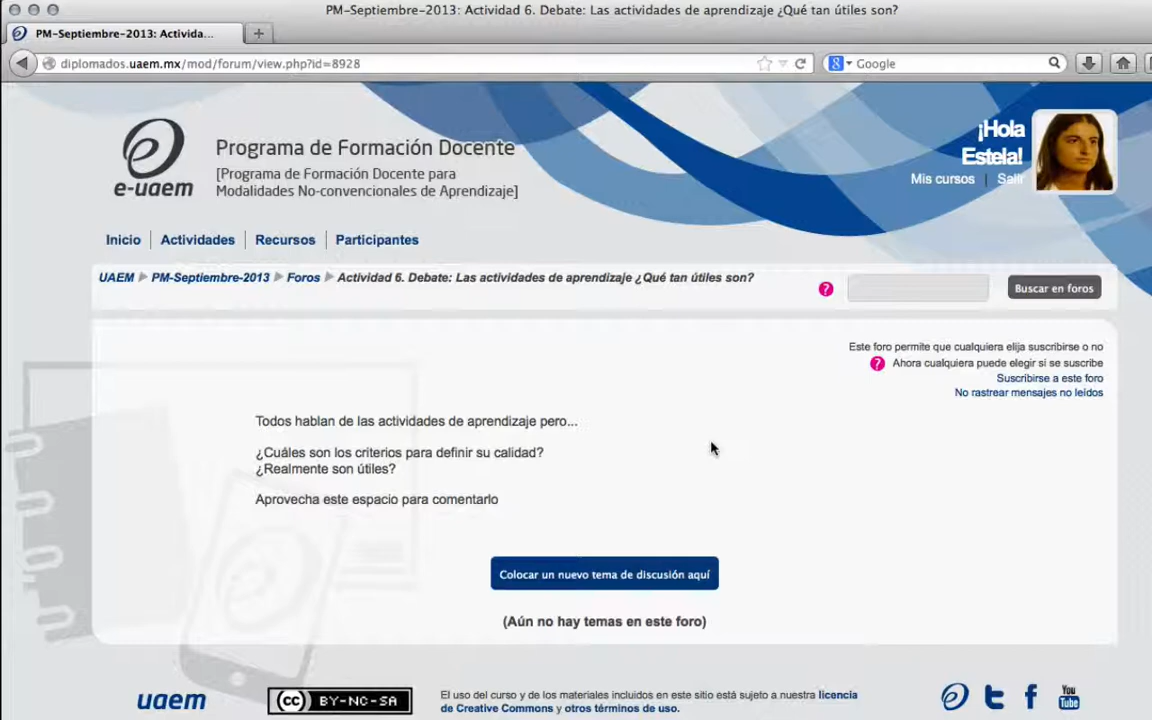 PM-Septiembre-2013: Actividad 6. Debate: Las actividades de aprendizaje ¿Qué tan útiles son?
PM-Septiembre-2013: Activida...
diplomados.uaem.mx/mod/forum/view.php?id=8928
Google
e-uaem
Programa de Formación Docente
[Programa de Formación Docente para
Modalidades No-convencionales de Aprendizaje]
¡Hola
Estela!
Mis cursos | Salir
Inicio
Actividades
Recursos
Participantes
UAEM
PM-Septiembre-2013
Foros
Actividad 6. Debate: Las actividades de aprendizaje ¿Qué tan útiles son?
?
Buscar en foros
Este foro permite que cualquiera elija suscribirse o no
? Ahora cualquiera puede elegir si se suscribe
Suscribirse a este foro
No rastrear mensajes no leídos
Todos hablan de las actividades de aprendizaje pero...
¿Cuáles son los criterios para definir su calidad?
¿Realmente son útiles?
Aprovecha este espacio para comentarlo
Colocar un nuevo tema de discusión aquí
(Aún no hay temas en este foro)
uaem
cc BY-NC-SA
El uso del curso y de los materiales incluidos en este sitio está sujeto a nuestra licencia
de Creative Commons y otros términos de uso.
You
Tube